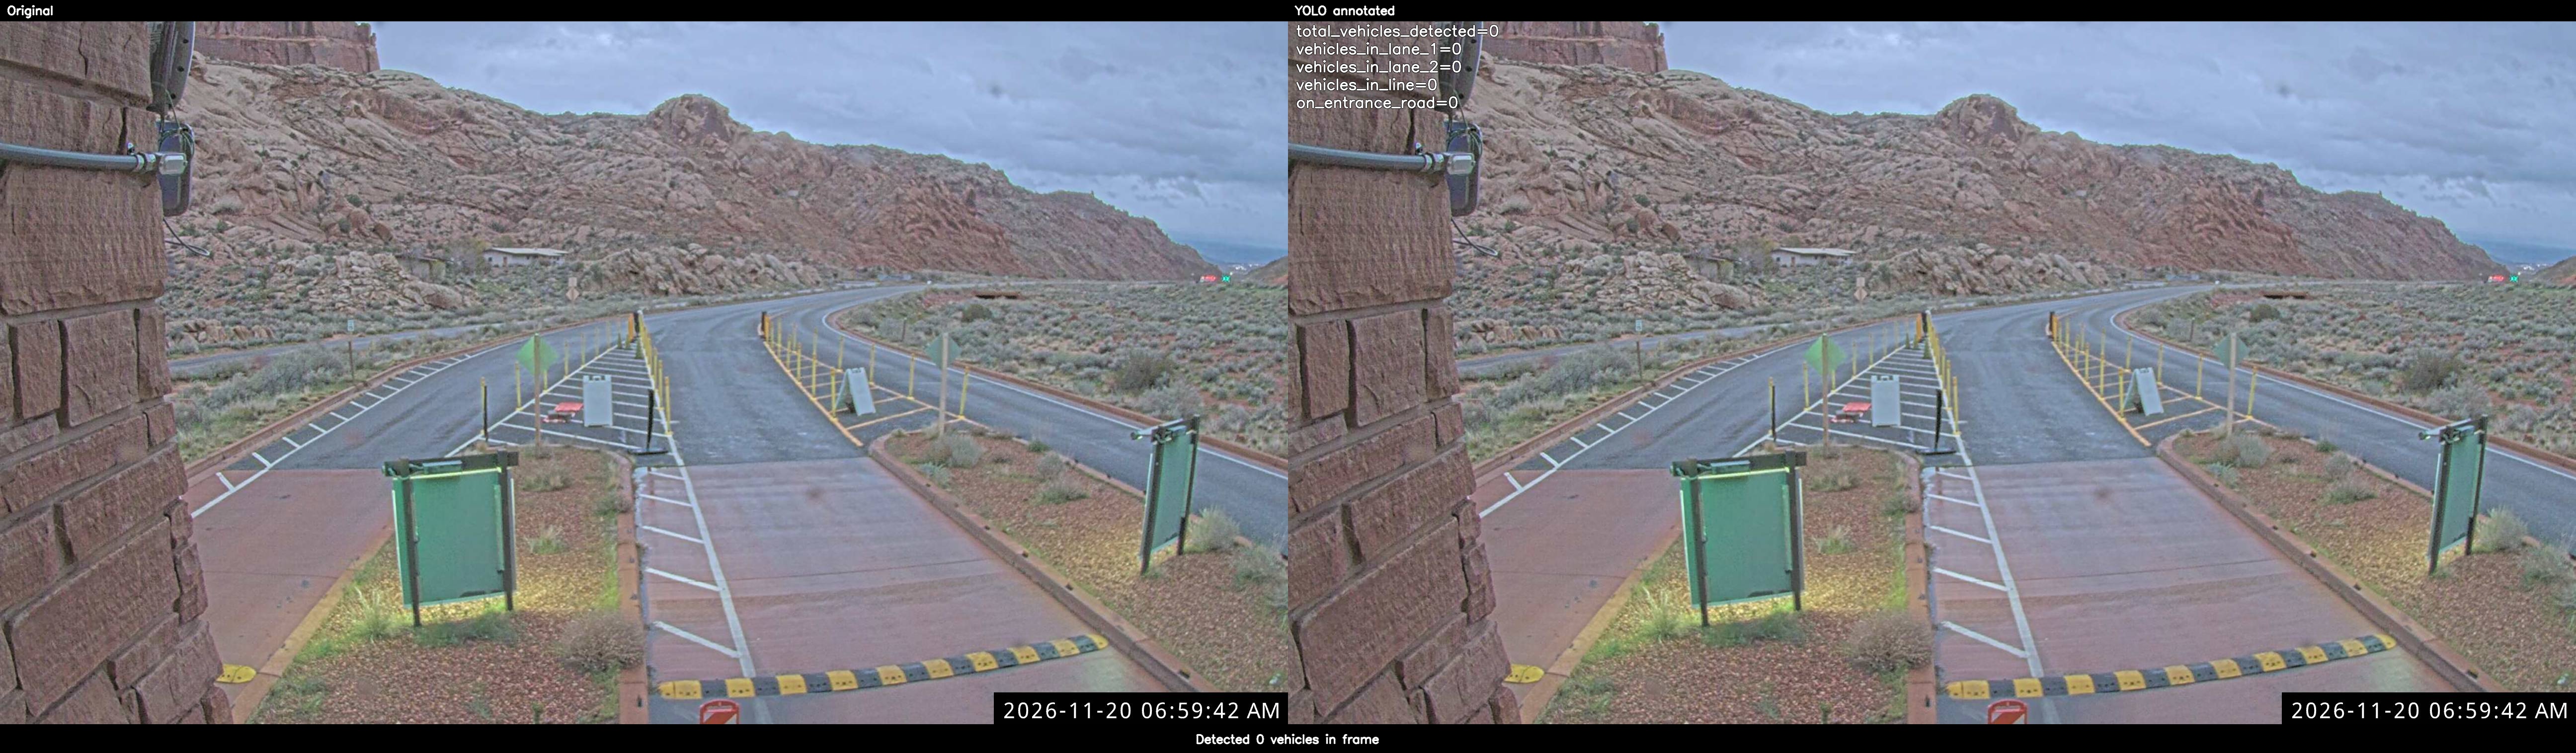 Original
YOLO annotated
total_vehicles_detected=0
vehicles_in_lane_1=0
vehicles_in_lane_2=0
vehicles_in_line=0
on_entrance_road=0
2026-11-20 06:59:42 AM
2026-11-20 06:59:42 AM
Detected 0 vehicles in frame